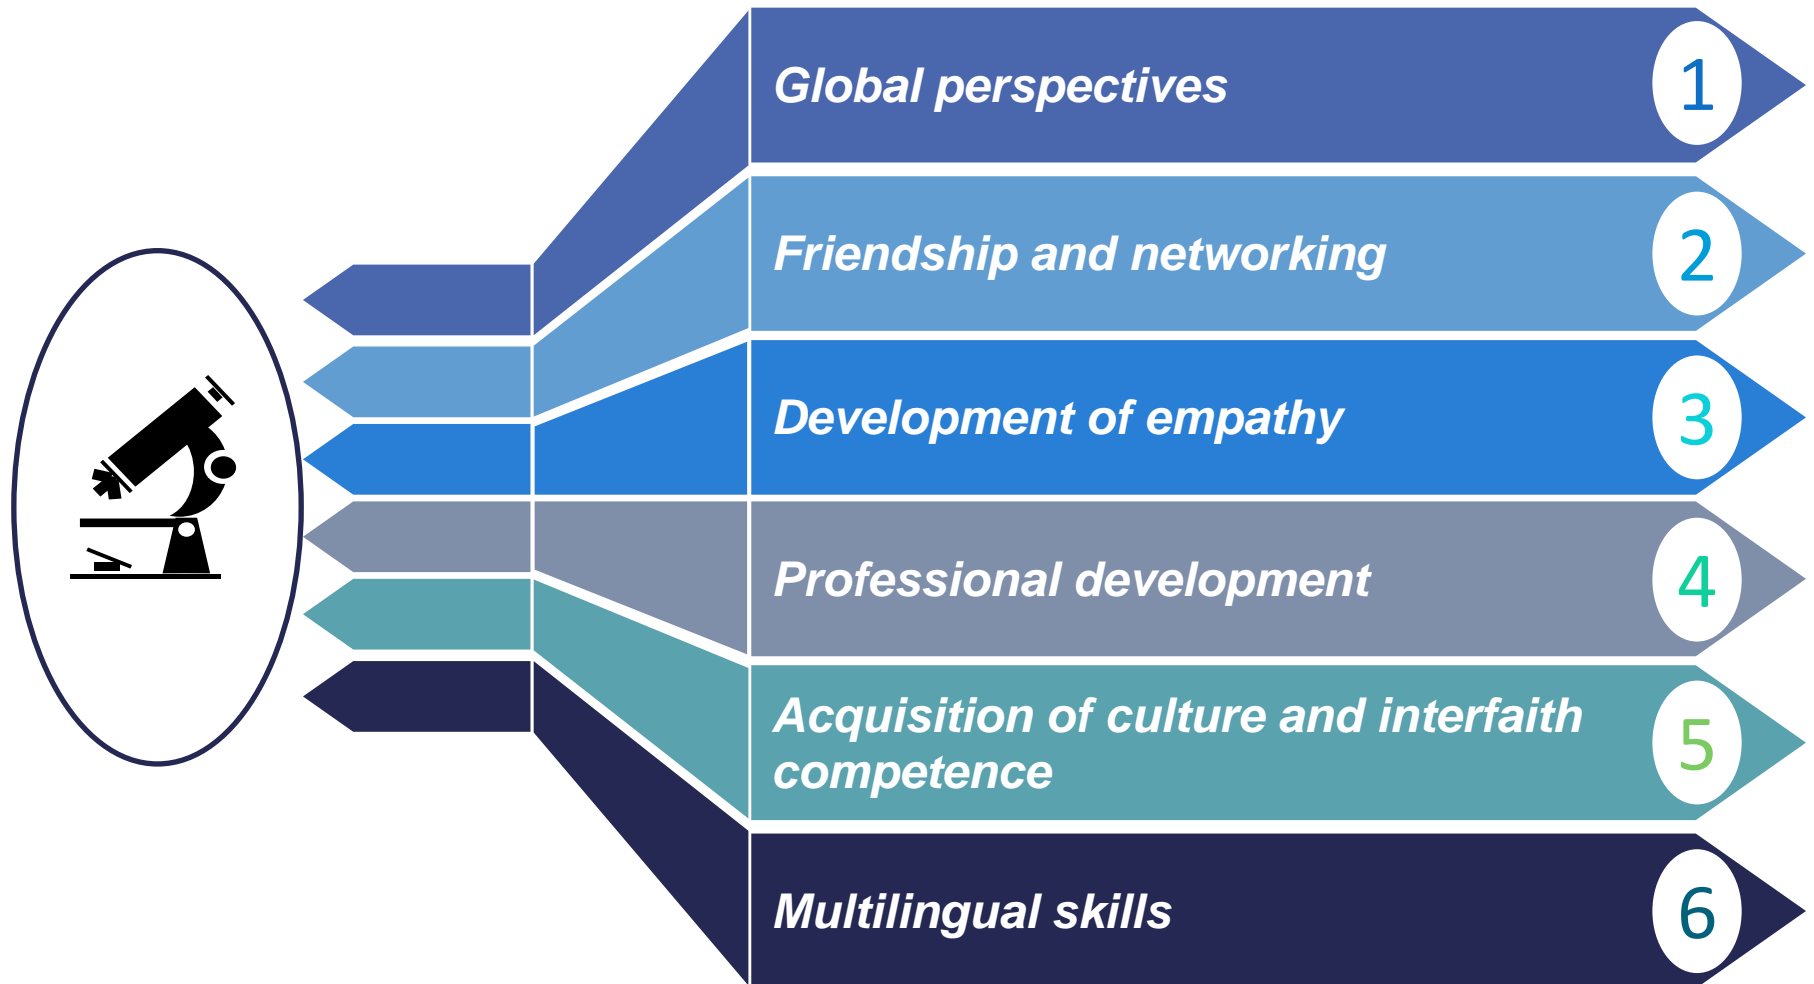 Global perspectives
1
Friendship and networking
2
Development of empathy
3
Professional development
4
Acquisition of culture and interfaith
competence
5
Multilingual skills
6